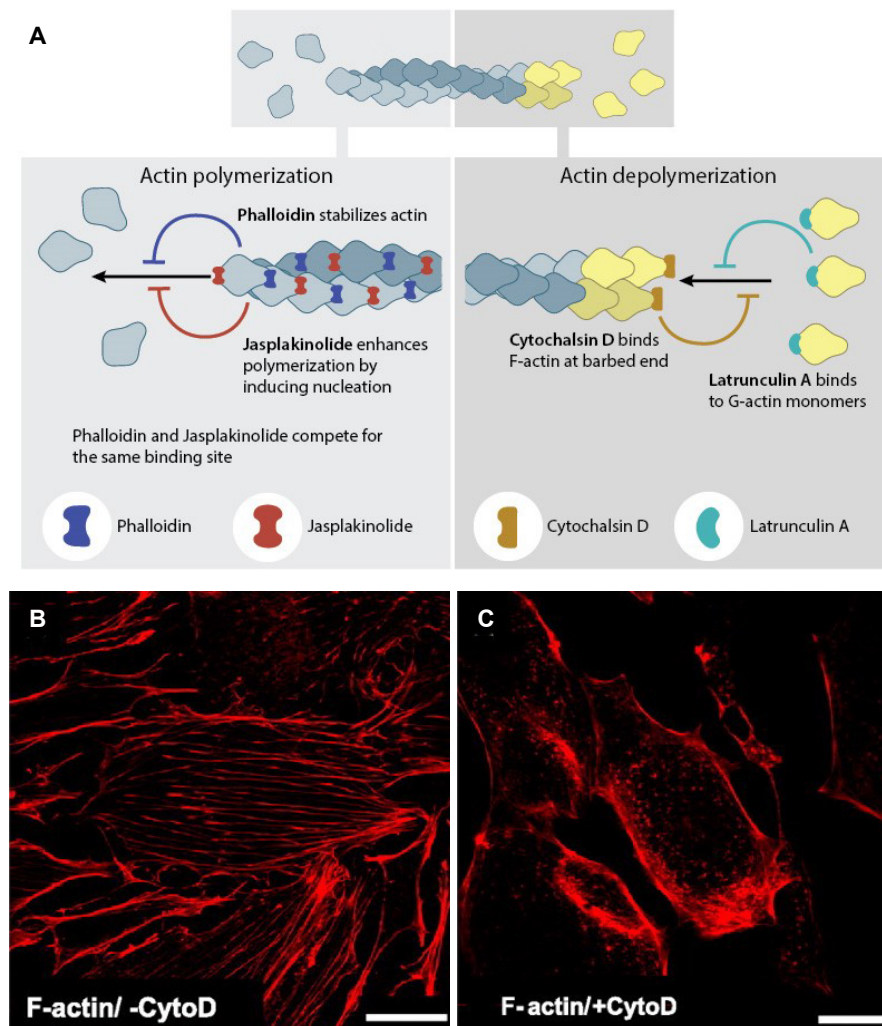 A
Actin polymerization
Phalloidin stabilizes actin
Jasplakinolide enhances
polymerization by
inducing nucleation
Phalloidin and Jasplakinolide compete for
the same binding site
Phalloidin
Jasplakinolide
Actin depolymerization
Cytochalsin D binds
F-actin at barbed end
Latrunculin A binds
to G-actin monomers
Cytochalsin D
Latrunculin A
B
F-actin/ -CytoD
C
F- actin/+CytoD